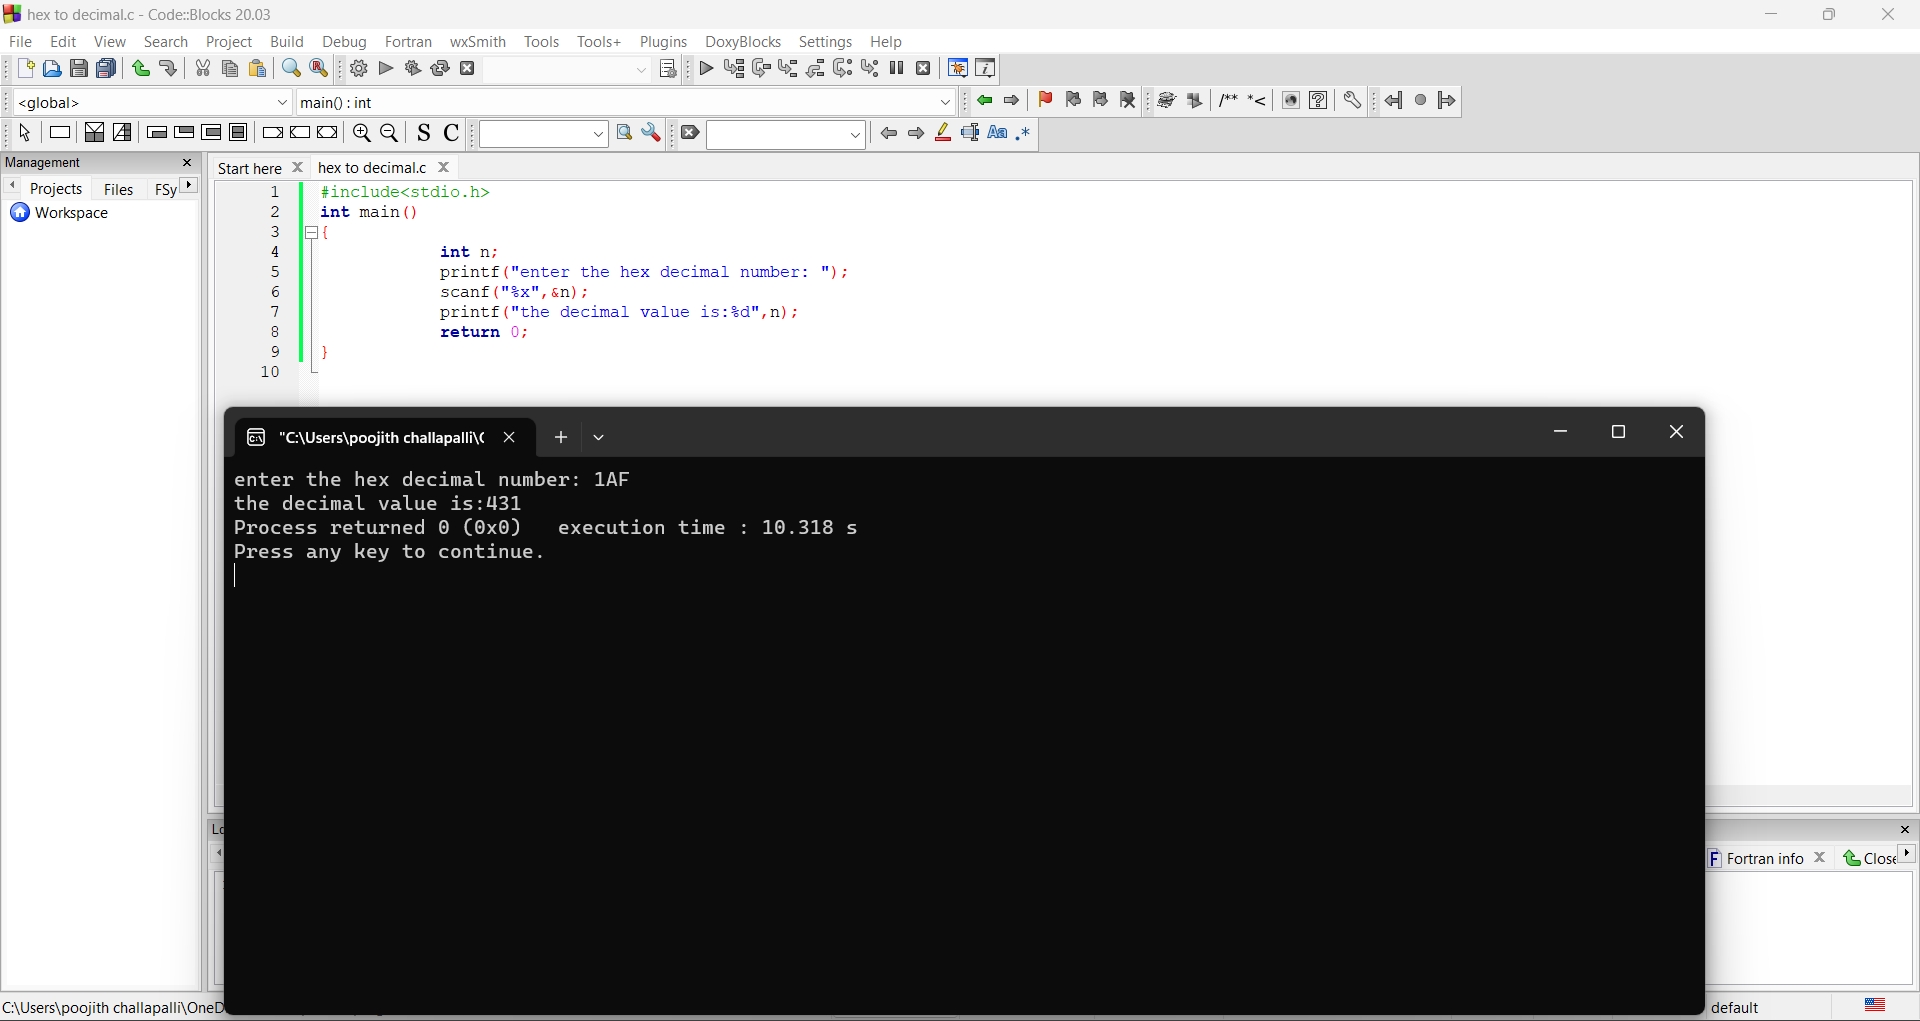 hex to decimal.c - Code::Blocks 20.03
File Edit View Search Project Build Debug Fortran wxSmith Tools Tools+ Plugins DoxyBlocks Settings Help
<global> main() : int
/** *<
S C Aa .*
Management
Projects Files FSy
Workspace
Start here hex to decimal.c
1 #include<stdio.h>
2 int main()
3 {
4 int n;
5 printf("enter the hex decimal number: ");
6 scanf("%x",&n);
7 printf("the decimal value is:%d",n);
8 return 0;
9 }
10
"C:\Users\poojith challapalli\
enter the hex decimal number: 1AF
the decimal value is:431
Process returned 0 (0x0)   execution time : 10.318 s
Press any key to continue.
Fortran info Close
C:\Users\poojith challapalli\OneD
default